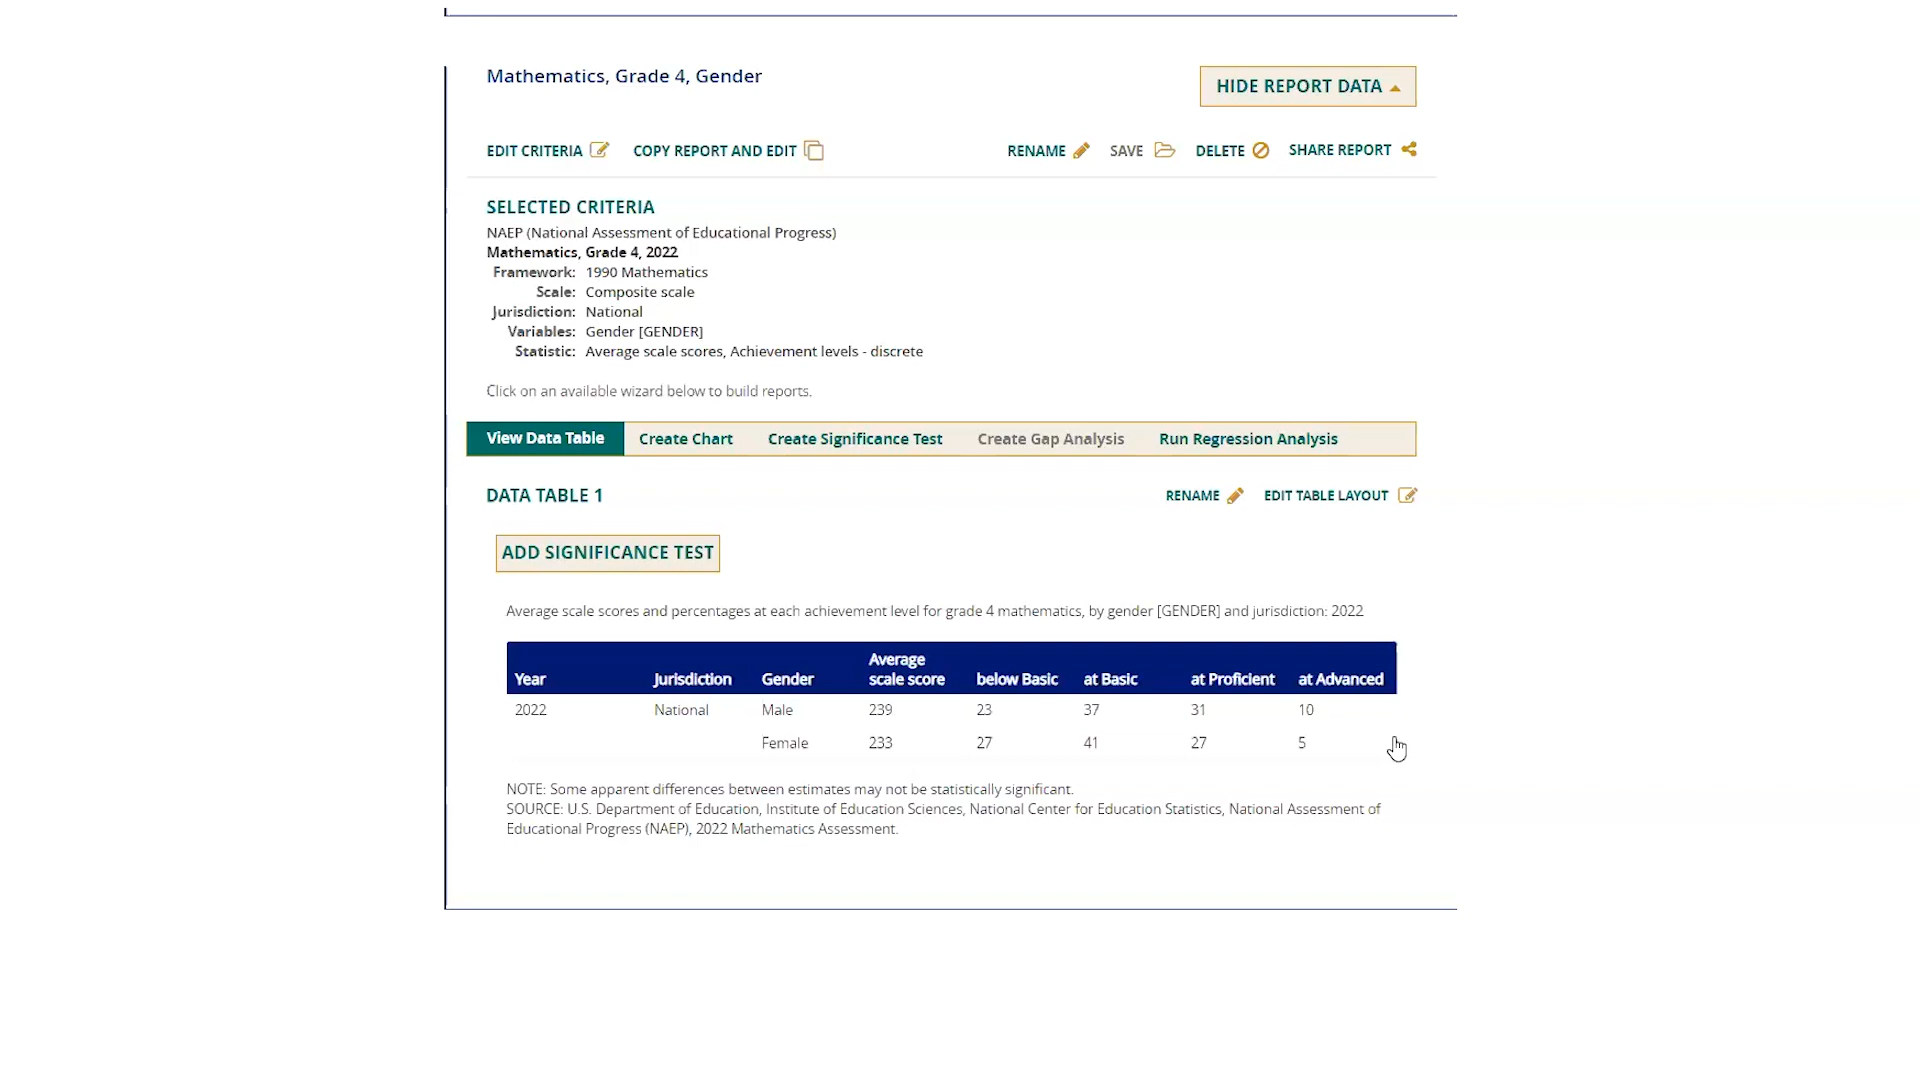 Mathematics, Grade 4, Gender
HIDE REPORT DATA
EDIT CRITERIA COPY REPORT AND EDIT RENAME SAVE DELETE SHARE REPORT
SELECTED CRITERIA
NAEP (National Assessment of Educational Progress)
Mathematics, Grade 4, 2022
Framework: 1990 Mathematics
Scale: Composite scale
Jurisdiction: National
Variables: Gender [GENDER]
Statistic: Average scale scores, Achievement levels - discrete
Click on an available wizard below to build reports.
View Data Table Create Chart Create Significance Test Create Gap Analysis Run Regression Analysis
DATA TABLE 1 RENAME EDIT TABLE LAYOUT
ADD SIGNIFICANCE TEST
Average scale scores and percentages at each achievement level for grade 4 mathematics, by gender [GENDER] and jurisdiction: 2022
Average
Year Jurisdiction Gender scale score below Basic at Basic at Proficient at Advanced
2022 National Male 239 23 37 31 10
Female 233 27 41 27 5
NOTE: Some apparent differences between estimates may not be statistically significant.
SOURCE: U.S. Department of Education, Institute of Education Sciences, National Center for Education Statistics, National Assessment of
Educational Progress (NAEP), 2022 Mathematics Assessment.